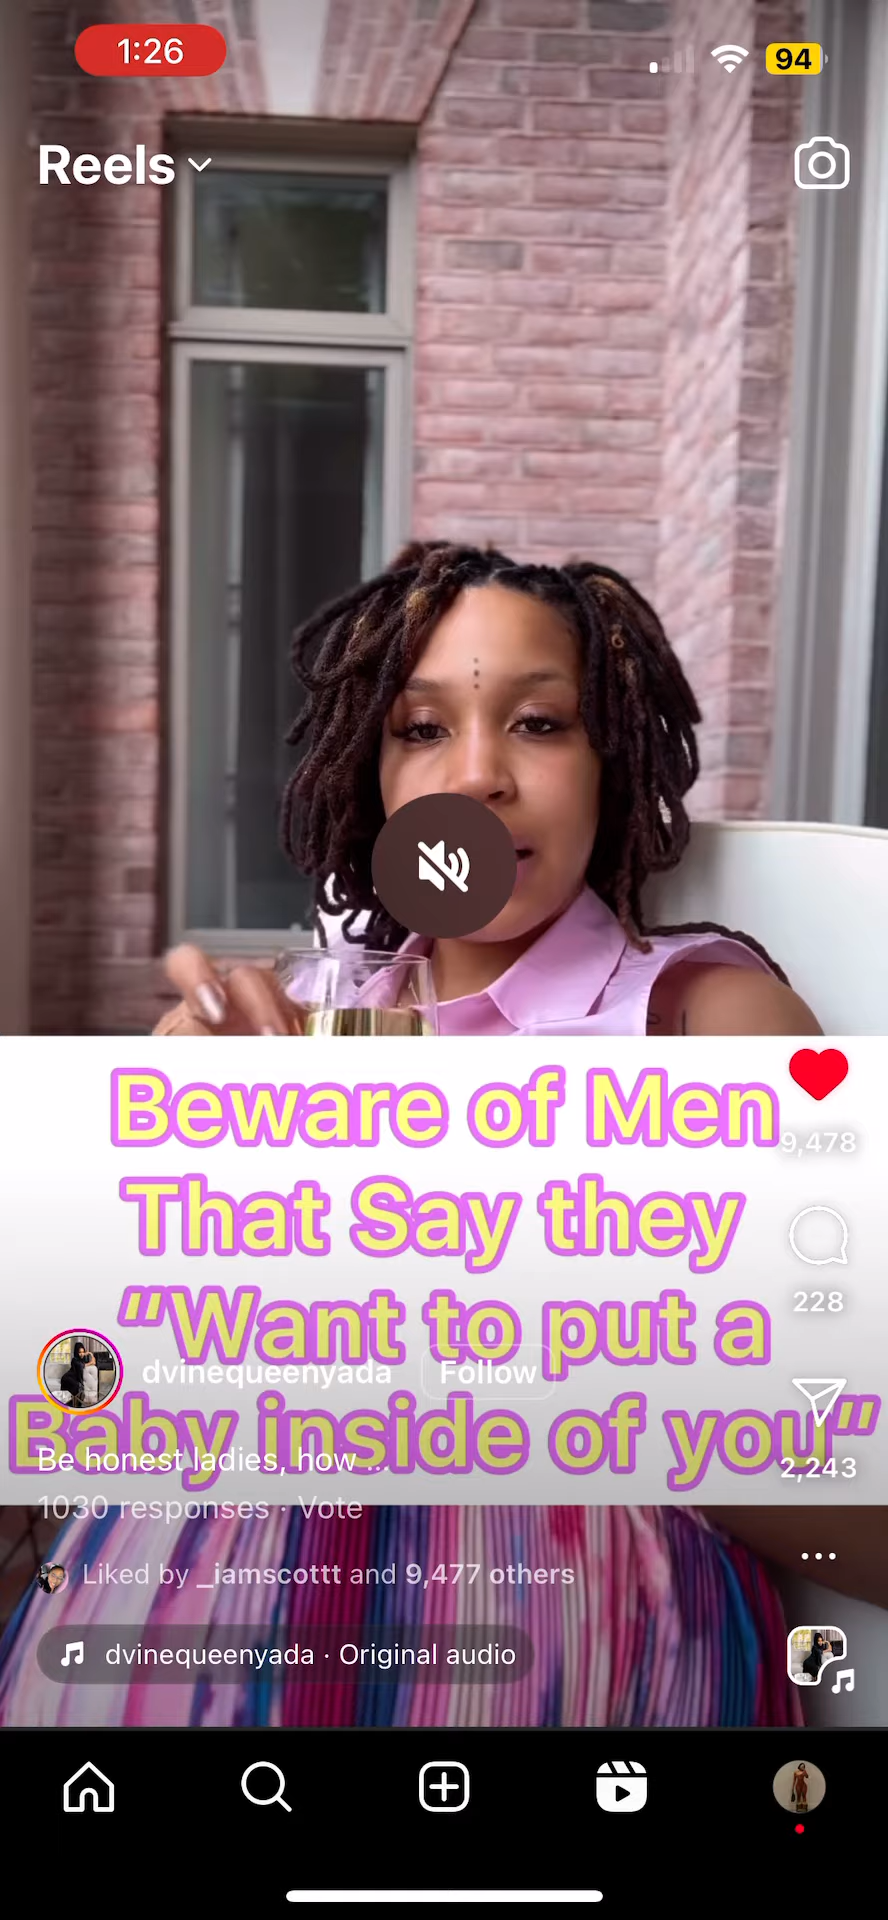 1:26
94
Reels
Beware of Men
That Say they
"Want to put a
Baby inside of you"
9,478
228
2,243
dvinequeenyada
Follow
Be honest ladies, how ...
1030 responses · Vote
Liked by _iamscottt and 9,477 others
dvinequeenyada · Original audio